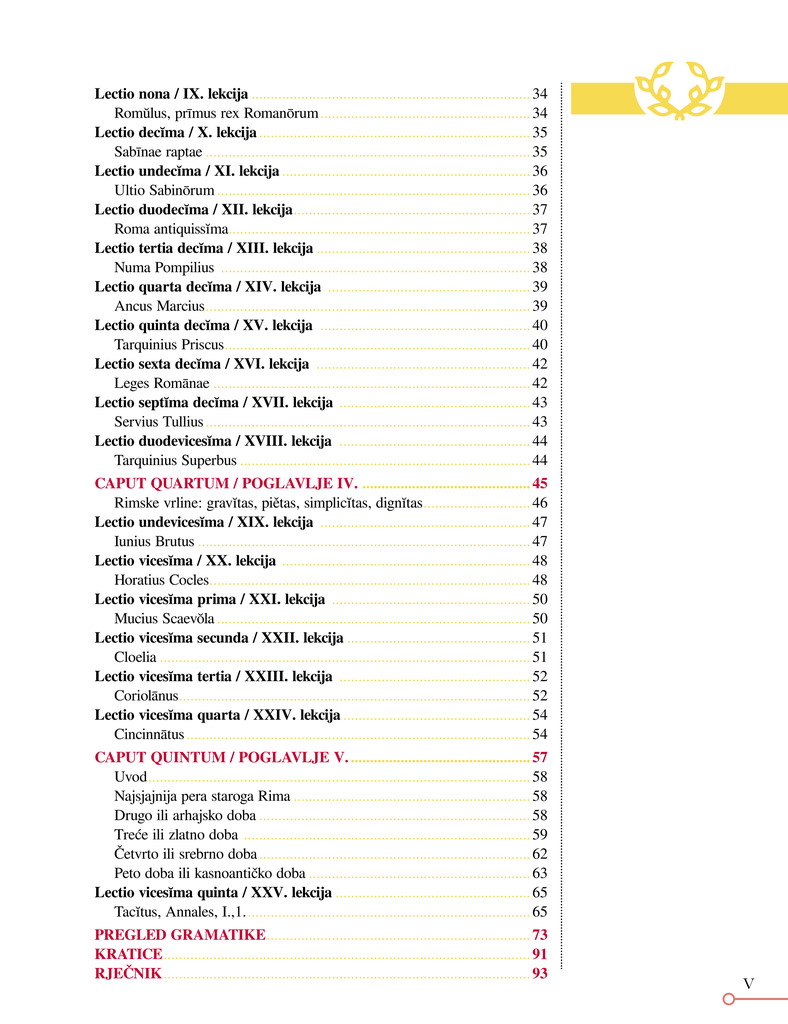 Lectio nona / IX. lekcija 34
Romŭlus, prīmus rex Romanōrum 34
Lectio decĭma / X. lekcija 35
Sabīnae raptae 35
Lectio undecĭma / XI. lekcija 36
Ultio Sabinōrum 36
Lectio duodecĭma / XII. lekcija 37
Roma antiquissĭma 37
Lectio tertia decĭma / XIII. lekcija 38
Numa Pompilius 38
Lectio quarta decĭma / XIV. lekcija 39
Ancus Marcius 39
Lectio quinta decĭma / XV. lekcija 40
Tarquinius Priscus 40
Lectio sexta decĭma / XVI. lekcija 42
Leges Romānae 42
Lectio septĭma decĭma / XVII. lekcija 43
Servius Tullius 43
Lectio duodevicesĭma / XVIII. lekcija 44
Tarquinius Superbus 44
CAPUT QUARTUM / POGLAVLJE IV. 45
Rimske vrline: gravĭtas, piĕtas, simplicĭtas, dignĭtas 46
Lectio undevicesĭma / XIX. lekcija 47
Iunius Brutus 47
Lectio vicesĭma / XX. lekcija 48
Horatius Cocles 48
Lectio vicesĭma prima / XXI. lekcija 50
Mucius Scaevŏla 50
Lectio vicesĭma secunda / XXII. lekcija 51
Cloelia 51
Lectio vicesĭma tertia / XXIII. lekcija 52
Coriolānus 52
Lectio vicesĭma quarta / XXIV. lekcija 54
Cincinnātus 54
CAPUT QUINTUM / POGLAVLJE V. 57
Uvod 58
Najsjajnija pera staroga Rima 58
Drugo ili arhajsko doba 58
Treće ili zlatno doba 59
Četvrto ili srebrno doba 62
Peto doba ili kasnoantičko doba 63
Lectio vicesĭma quinta / XXV. lekcija 65
Tacĭtus, Annales, I.,1. 65
PREGLED GRAMATIKE 73
KRATICE 91
RJEČNIK 93
V